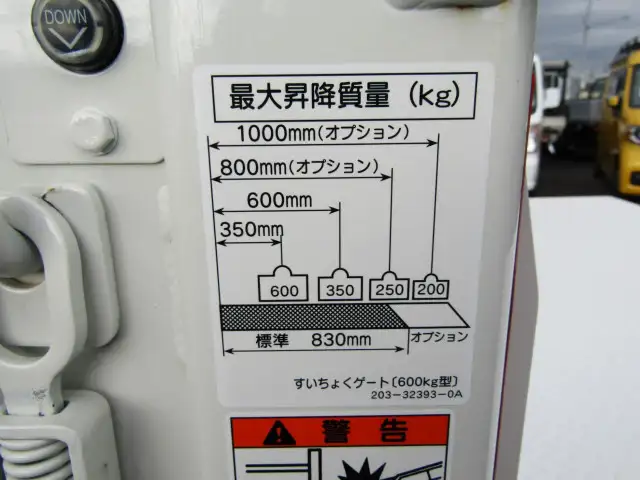 DOWN
最大昇降質量 (kg)
1000mm(オプション)
800mm(オプション)
600mm
350mm
600 350 250 200
標準 830mm オプション
すいちょくゲート〔600kg型〕
203-32393-0A
警告